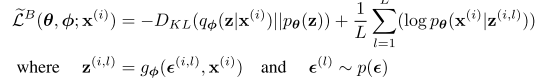 $\widetilde{\mathcal{L}}^{B}(\boldsymbol{\theta}, \boldsymbol{\phi}; \mathbf{x}^{(i)}) = -D_{KL}(q_{\boldsymbol{\phi}}(\mathbf{z}|\mathbf{x}^{(i)})||p_{\boldsymbol{\theta}}(\mathbf{z})) + \frac{1}{L} \sum_{l=1}^{L} (\log p_{\boldsymbol{\theta}}(\mathbf{x}^{(i)}|\mathbf{z}^{(i,l)}))$
where $\mathbf{z}^{(i,l)} = g_{\boldsymbol{\phi}}(\boldsymbol{\epsilon}^{(i,l)}, \mathbf{x}^{(i)})$ and $\boldsymbol{\epsilon}^{(l)} \sim p(\boldsymbol{\epsilon})$